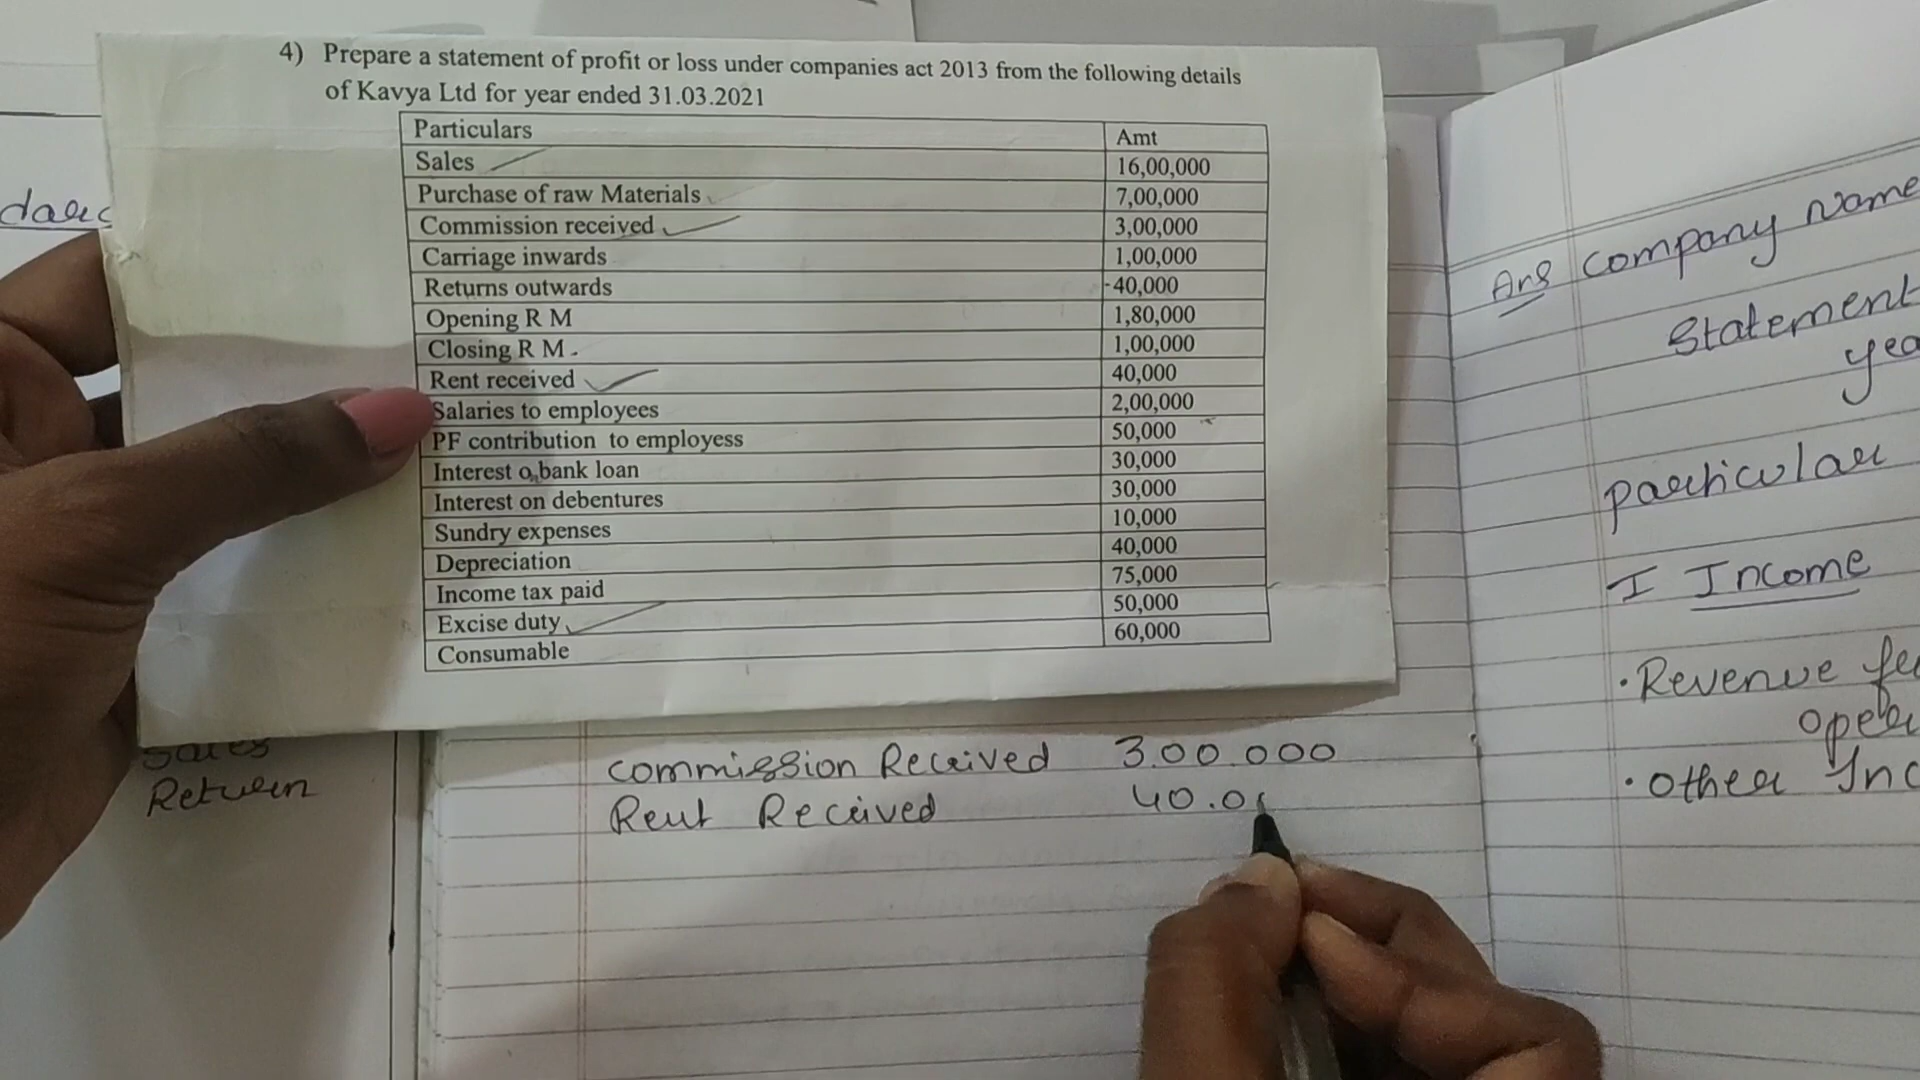 4) Prepare a statement of profit or loss under companies act 2013 from the following details
of Kavya Ltd for year ended 31.03.2021
Particulars Amt
Sales 16,00,000
Purchase of raw Materials 7,00,000
Commission received 3,00,000
Carriage inwards 1,00,000
Returns outwards -40,000
Opening R M 1,80,000
Closing R M 1,00,000
Rent received 40,000
Salaries to employees 2,00,000
PF contribution to employess 50,000
Interest o bank loan 30,000
Interest on debentures 30,000
Sundry expenses 10,000
Depreciation 40,000
Income tax paid 75,000
Excise duty 50,000
Consumable 60,000
Sales
Return
Commission Received 3.00.000
Rent Received 40.0
Ans Company Name
Statement
yea
particular
I Income
• Revenue
Oper
• Other Inc